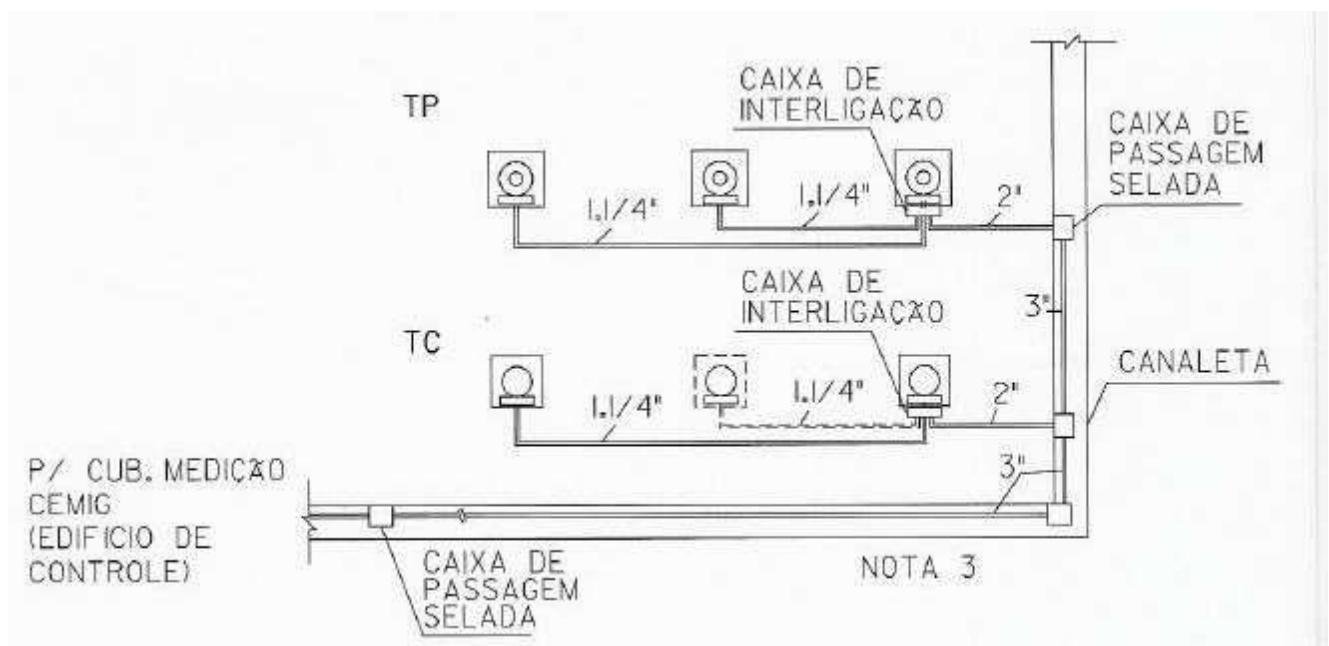 TP
CAIXA DE
INTERLIGAÇÃO
CAIXA DE
PASSAGEM
SELADA
1.1/4"
1.1/4"
2"
CAIXA DE
INTERLIGAÇÃO
3"
TC
CANALETA
1.1/4"
1.1/4"
2"
3"
P/ CUB. MEDIÇÃO
CEMIG
(EDIFICIO DE
CONTROLE)
CAIXA DE
PASSAGEM
SELADA
NOTA 3